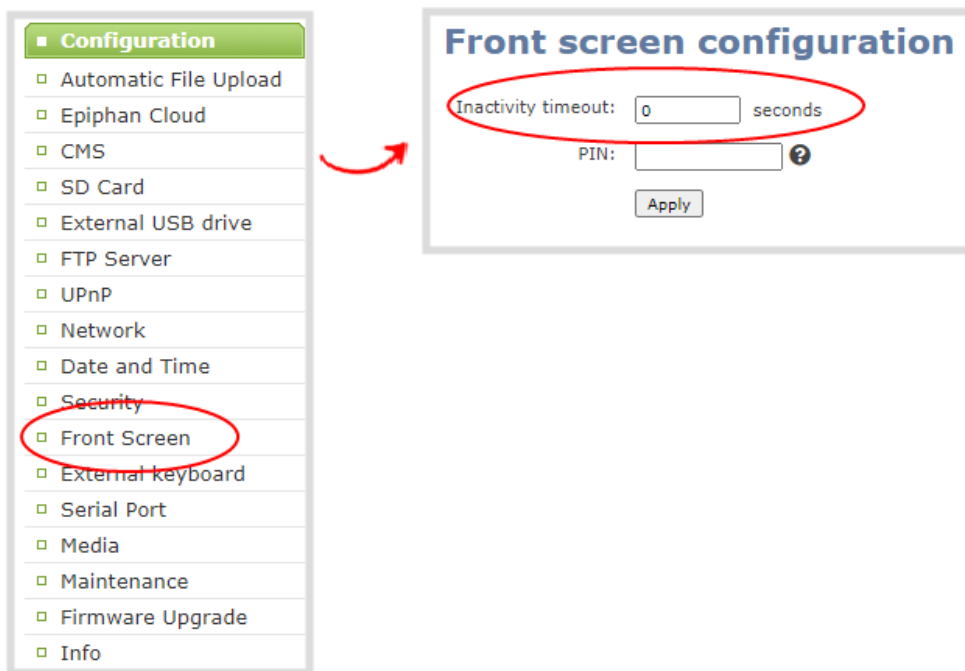 Configuration
Automatic File Upload
Epiphan Cloud
CMS
SD Card
External USB drive
FTP Server
UPnP
Network
Date and Time
Security
Front Screen
External keyboard
Serial Port
Media
Maintenance
Firmware Upgrade
Info
Front screen configuration
Inactivity timeout: 0 seconds
PIN: ?
Apply